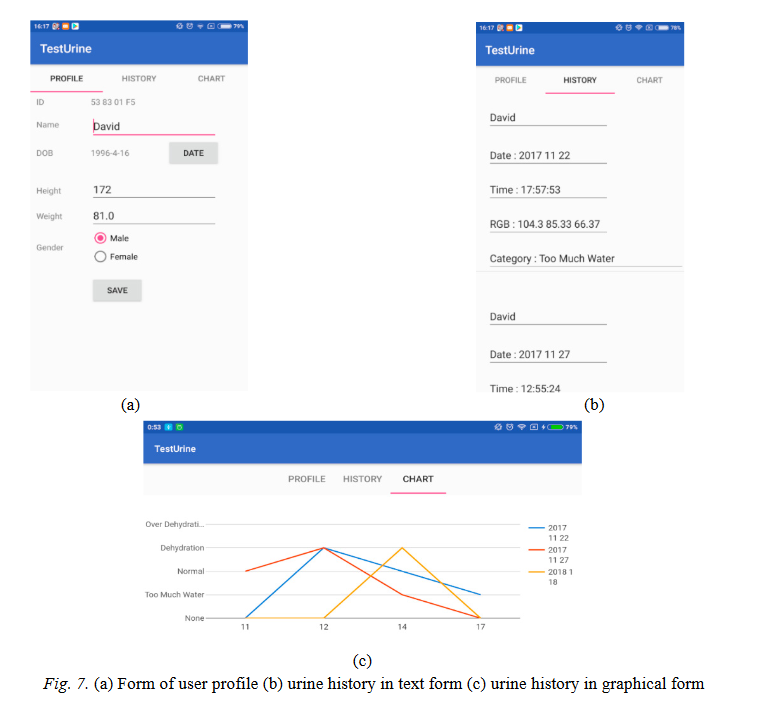 16:17 79%
TestUrine
PROFILE HISTORY CHART
ID 53 83 01 F5
Name David
DOB 1996-4-16 DATE
Height 172
Weight 81.0
Gender Male
Female
SAVE
(a)
16:17 78%
TestUrine
PROFILE HISTORY CHART
David
Date : 2017 11 22
Time : 17:57:53
RGB : 104.3 85.33 66.37
Category : Too Much Water
David
Date : 2017 11 27
Time : 12:55:24
(b)
0:53 79%
TestUrine
PROFILE HISTORY CHART
Over Dehydrati...
Dehydration
Normal
Too Much Water
None
11 12 14 17
2017
11 22
2017
11 27
2018 1
18
(c)
Fig. 7. (a) Form of user profile (b) urine history in text form (c) urine history in graphical form